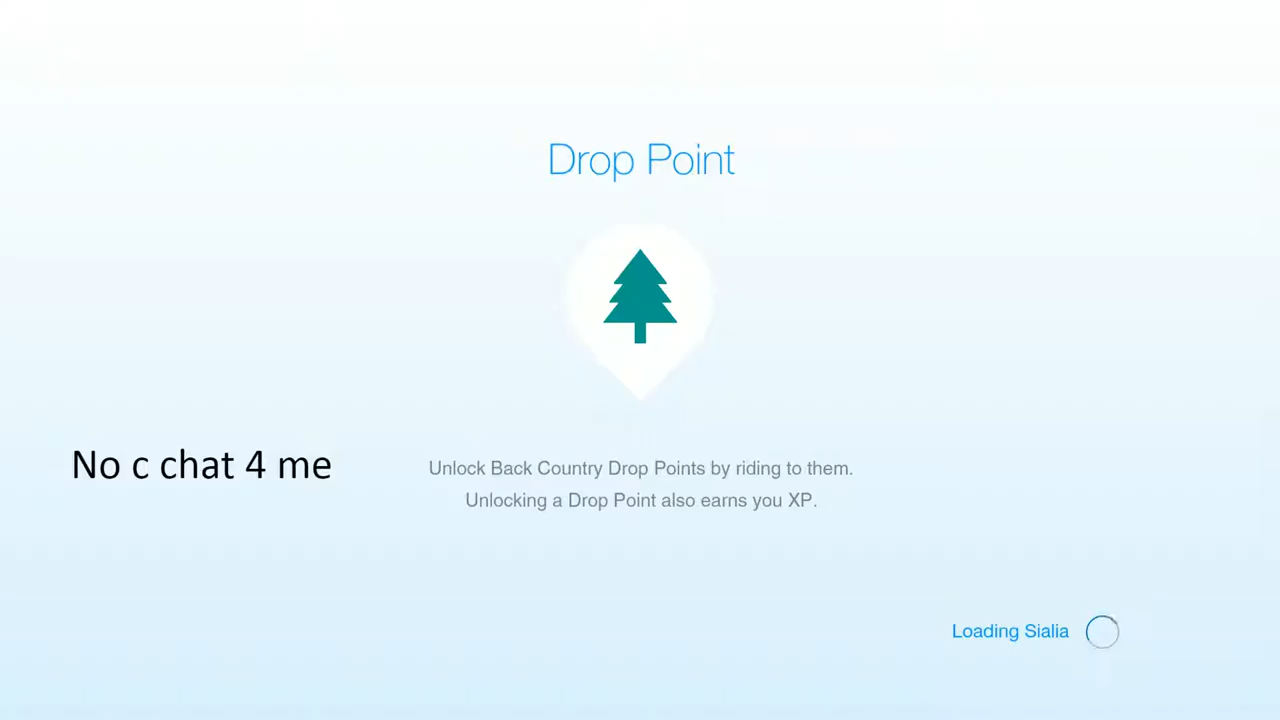 Drop Point
No c chat 4 me
Unlock Back Country Drop Points by riding to them.
Unlocking a Drop Point also earns you XP.
Loading Sialia